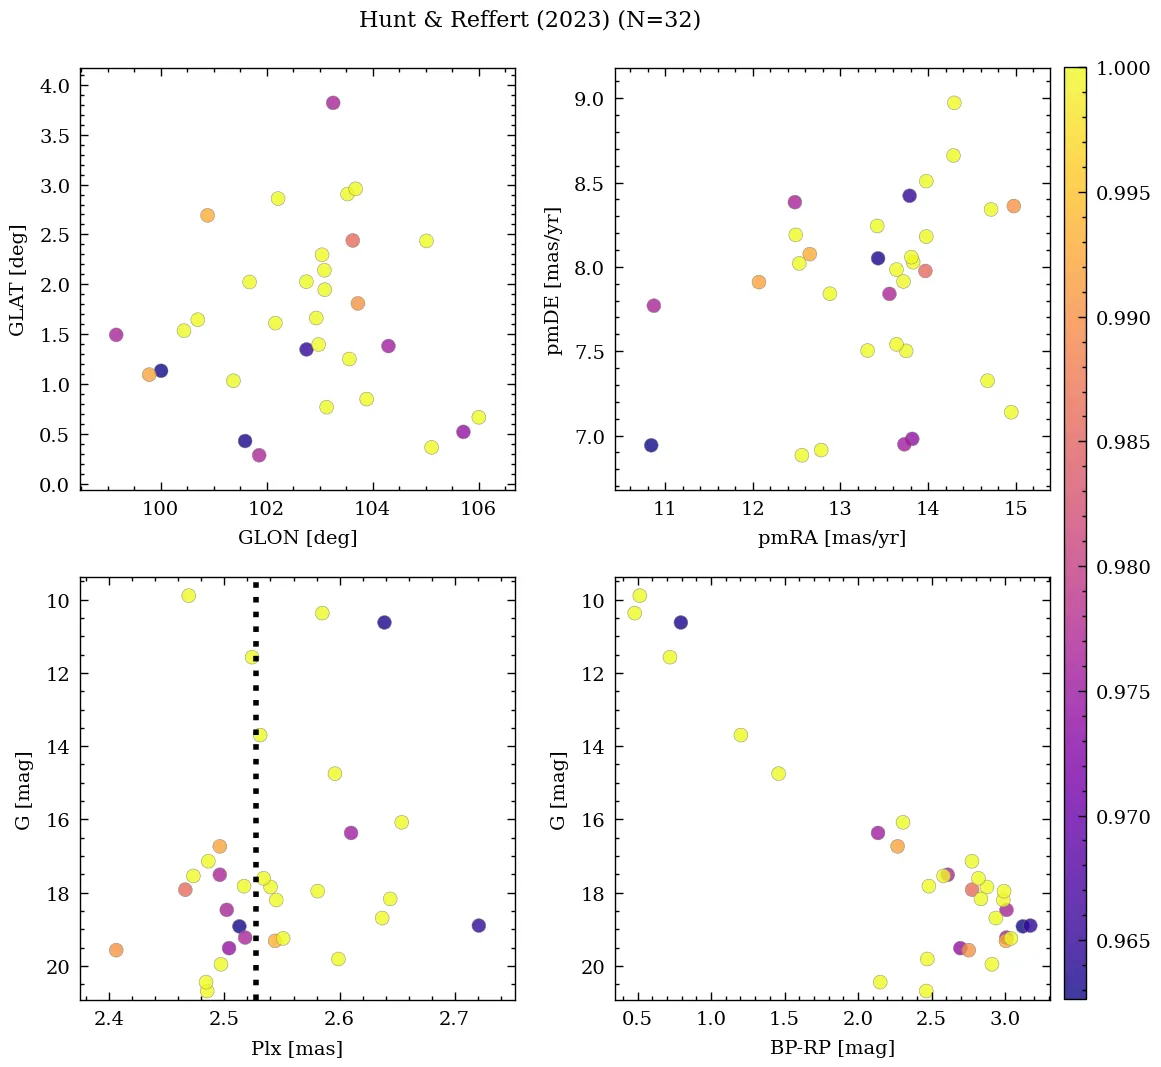 Hunt & Reffert (2023) (N=32)
4.0
3.5
3.0
2.5
2.0
1.5
1.0
0.5
0.0
GLAT [deg]
100 102 104 106
GLON [deg]
9.0
8.5
8.0
7.5
7.0
pmDE [mas/yr]
11 12 13 14 15
pmRA [mas/yr]
1.000
0.995
0.990
0.985
0.980
0.975
0.970
0.965
10
12
14
16
18
20
G [mag]
2.4 2.5 2.6 2.7
Plx [mas]
10
12
14
16
18
20
G [mag]
0.5 1.0 1.5 2.0 2.5 3.0
BP-RP [mag]